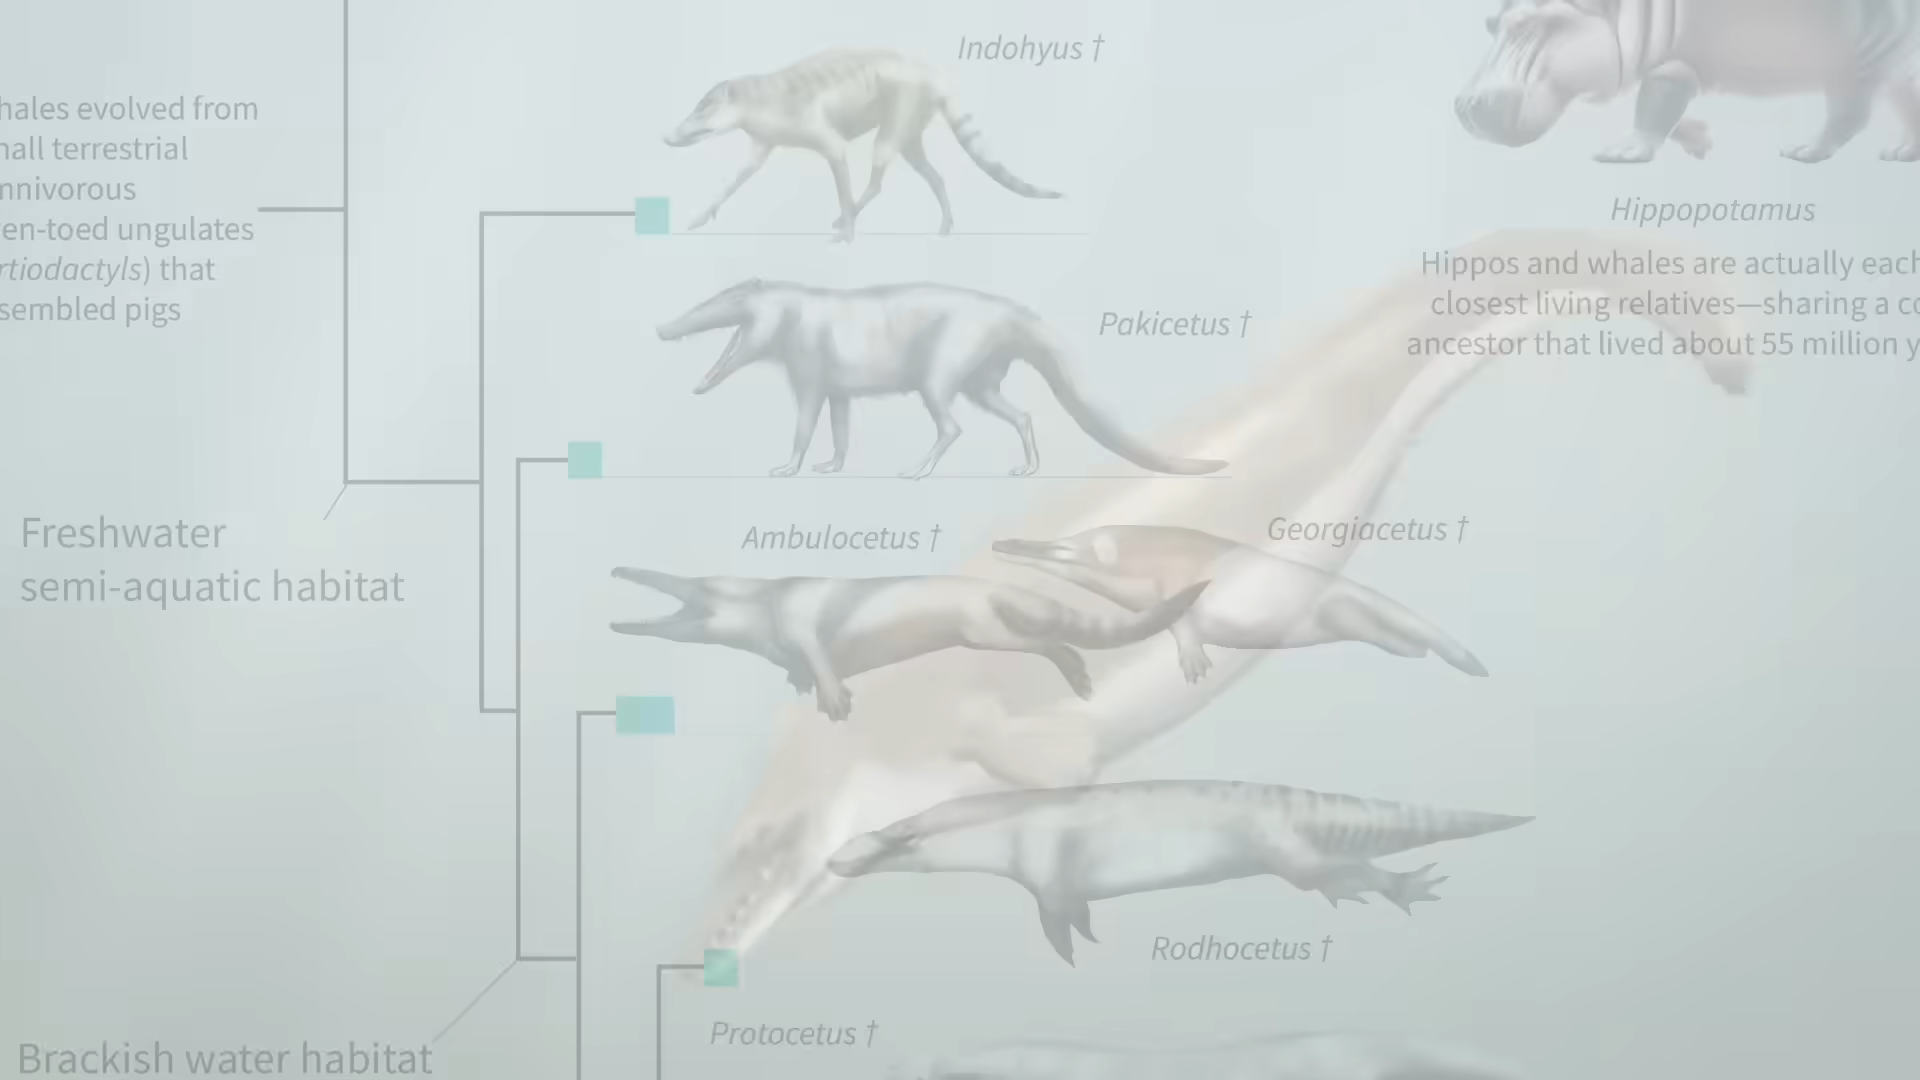 Indohyus †
hales evolved from
nall terrestrial
mnivorous
en-toed ungulates
rtiodactyls) that
sembled pigs
Hippopotamus
Hippos and whales are actually each
closest living relatives—sharing a co
ancestor that lived about 55 million y
Pakicetus †
Freshwater
semi-aquatic habitat
Ambulocetus †
Georgiacetus †
Rodhocetus †
Protocetus †
Brackish water habitat